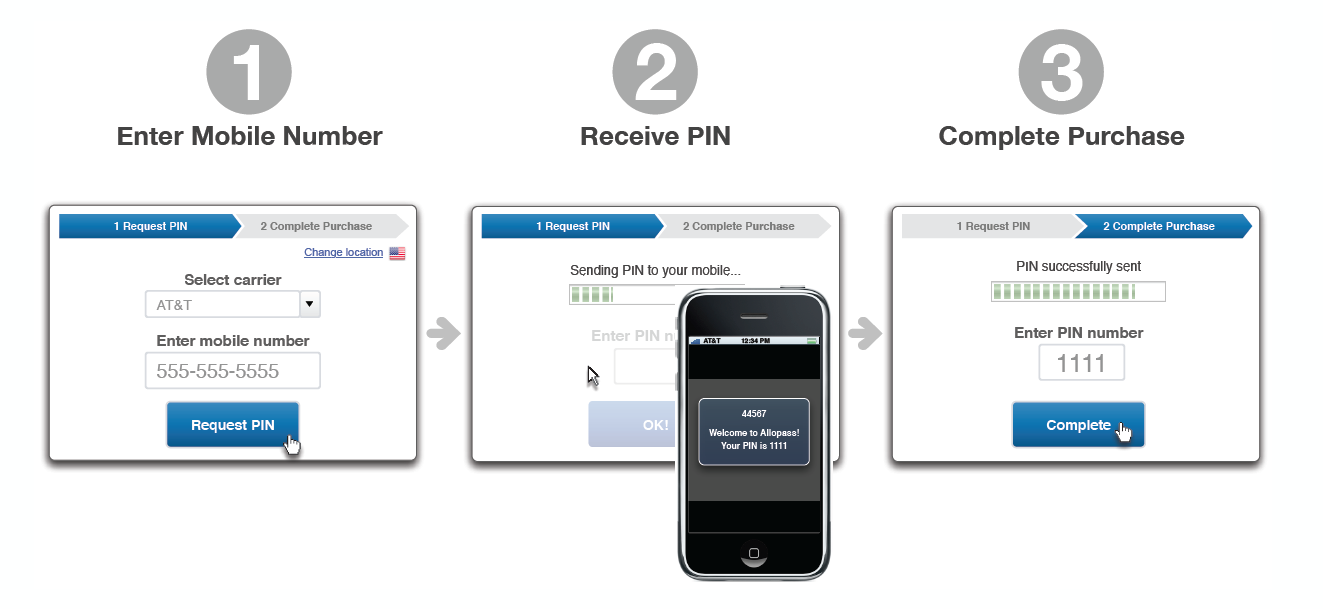 1
Enter Mobile Number
1 Request PIN
2 Complete Purchase
Change location
Select carrier
AT&T
Enter mobile number
555-555-5555
Request PIN
2
Receive PIN
1 Request PIN
2 Complete Purchase
Sending PIN to your mobile...
Enter PIN n
OK!
AT&T 12:34 PM
44567
Welcome to Allopass!
Your PIN is 1111
3
Complete Purchase
1 Request PIN
2 Complete Purchase
PIN successfully sent
Enter PIN number
1111
Complete